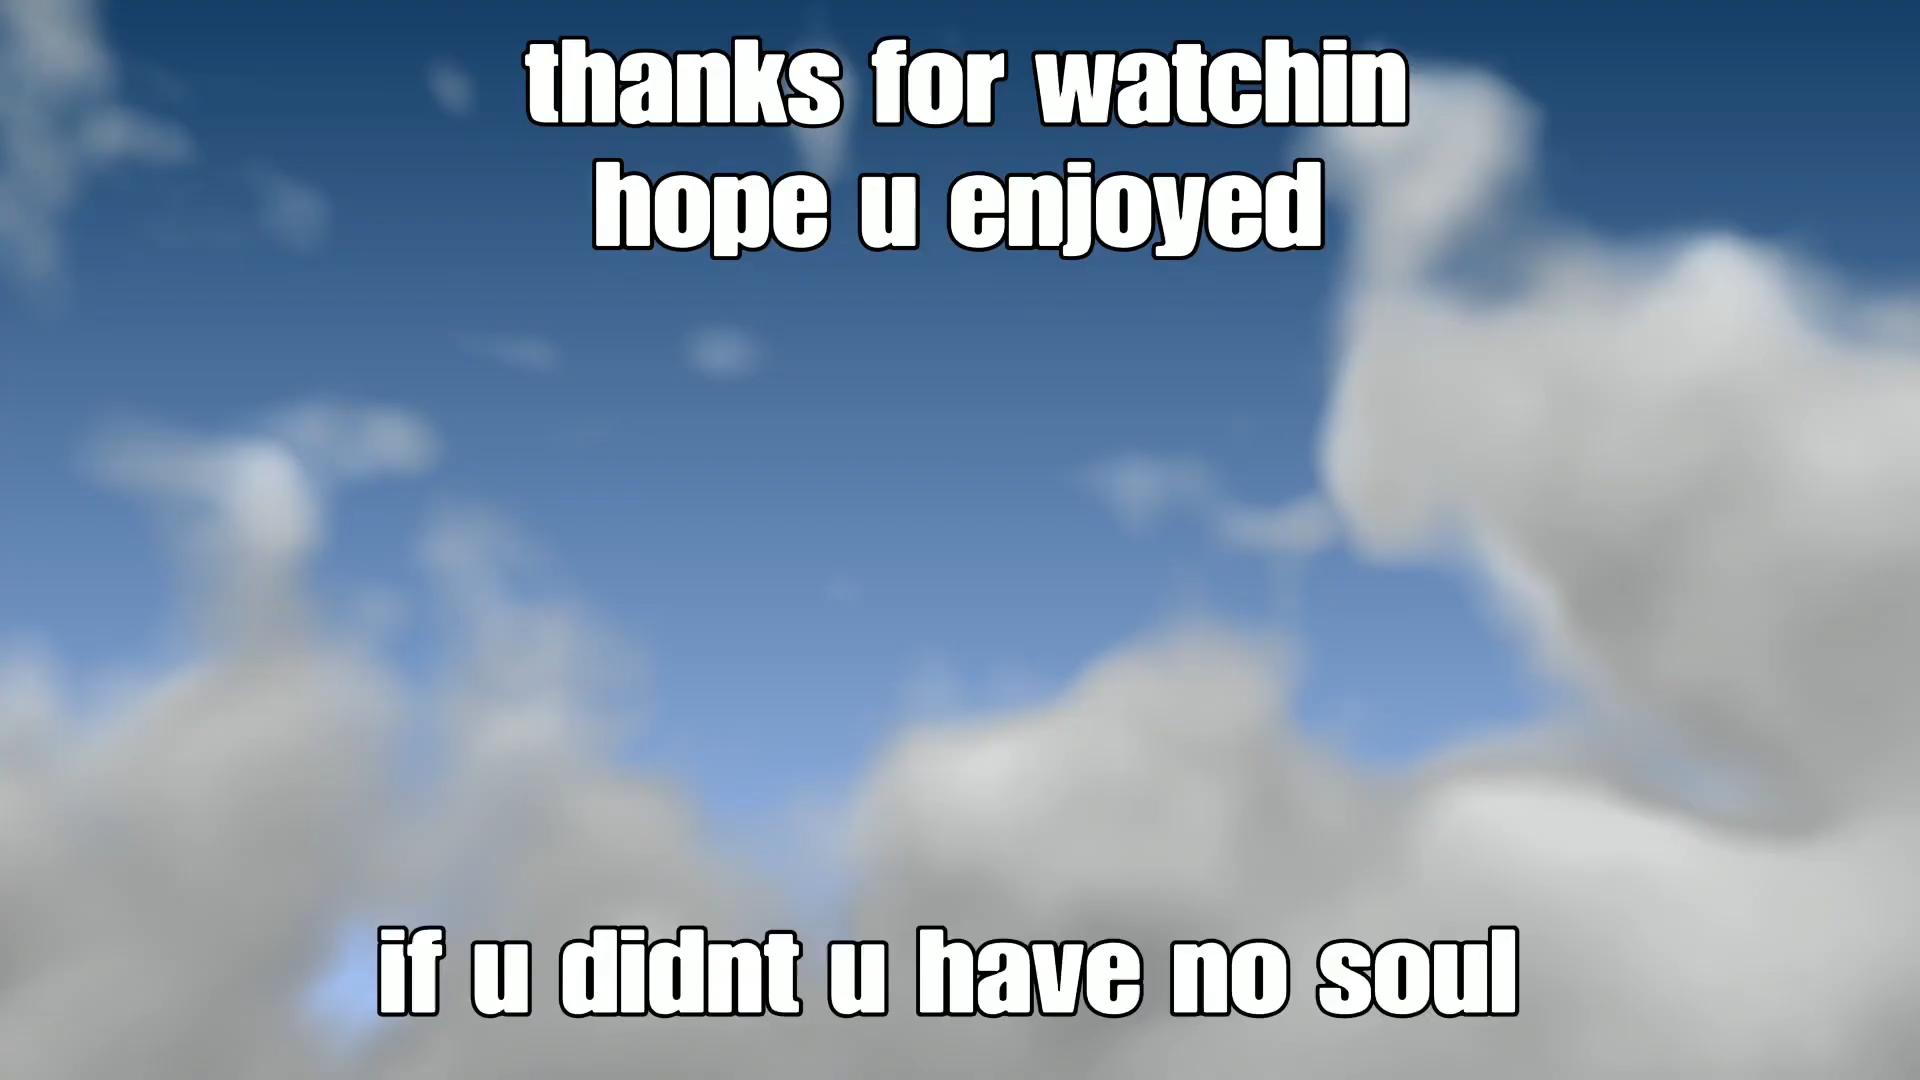 thanks for watchin
hope u enjoyed
if u didnt u have no soul